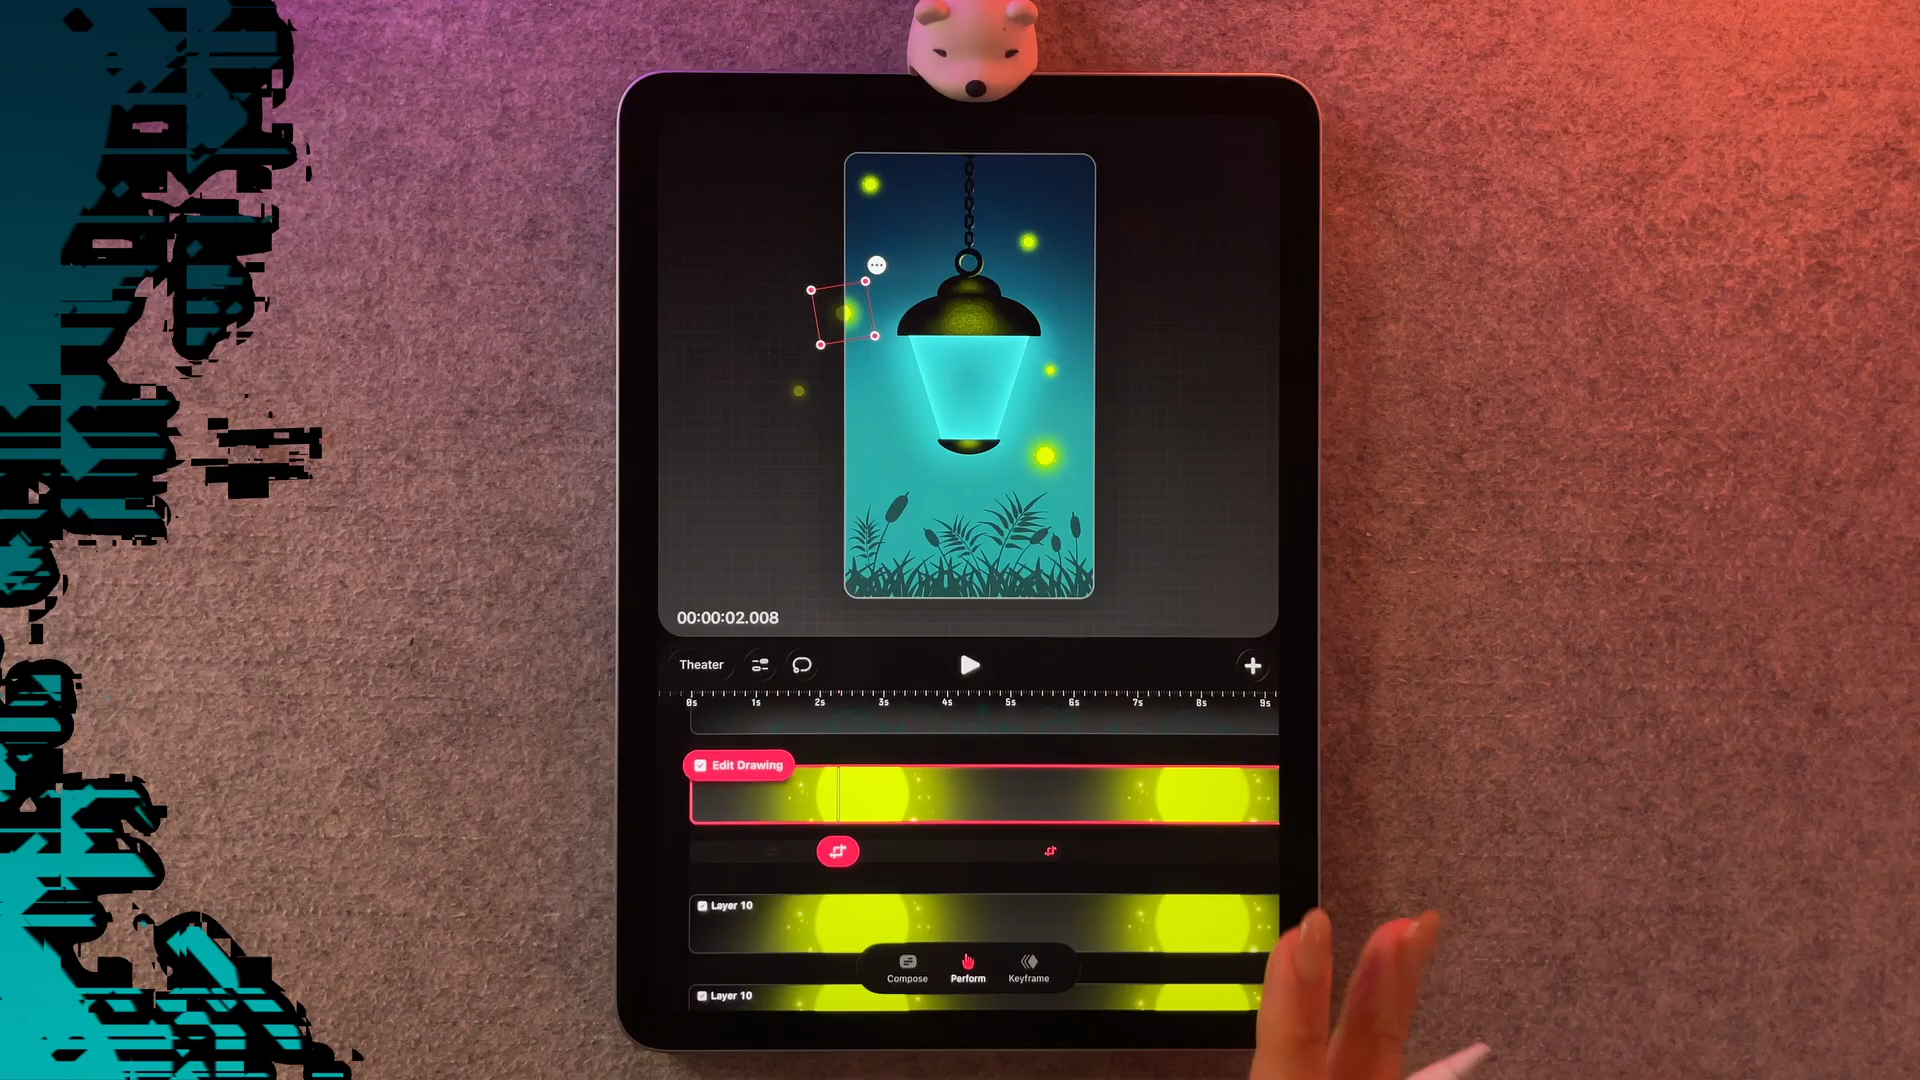 00:00:02.008
Theater
0s 1s 2s 3s 4s 5s 6s 7s 8s 9s
Edit Drawing
Layer 10
Compose Perform Keyframe
Layer 10